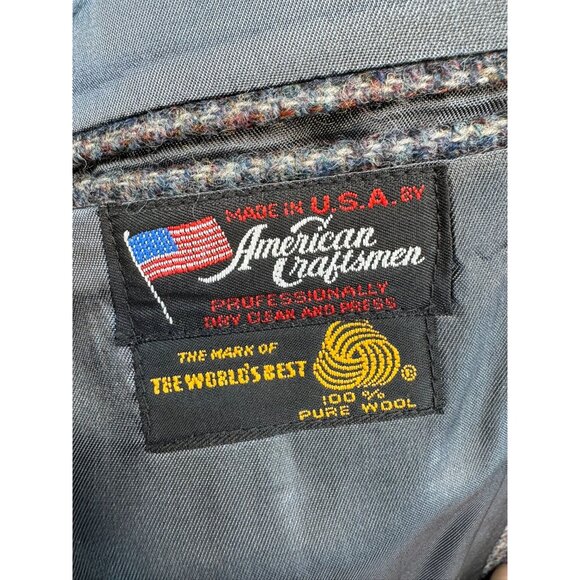 MADE IN U.S.A. BY
American
Craftsmen
PROFESSIONALLY
DRY CLEAN AND PRESS
THE MARK OF
THE WORLD'S BEST
®
100%
PURE WOOL